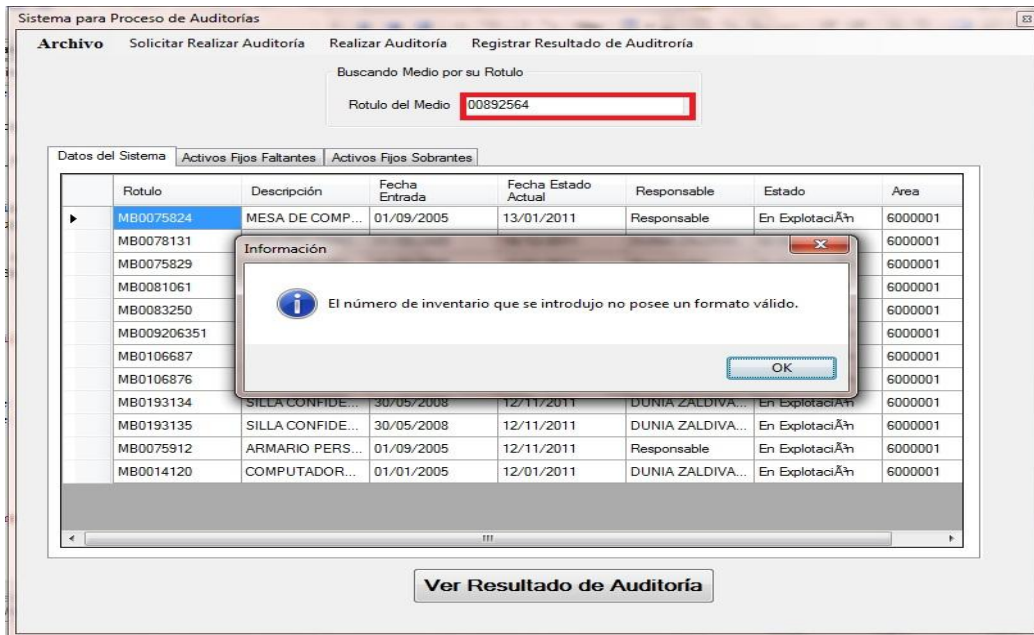 Sistema para Proceso de Auditorías
Archivo Solicitar Realizar Auditoría Realizar Auditoría Registrar Resultado de Auditroría
Buscando Medio por su Rotulo
Rotulo del Medio 00892564
Datos del Sistema Activos Fijos Faltantes Activos Fijos Sobrantes
Rotulo Descripción Fecha Entrada Fecha Estado Actual Responsable Estado Area
MB0075824 MESA DE COMP... 01/09/2005 13/01/2011 Responsable En ExplotaciÃ³n 6000001
MB0078131 6000001
MB0075829 6000001
MB0081061 6000001
MB0083250 6000001
MB009206351 6000001
MB0106687 6000001
MB0106876 6000001
Información
El número de inventario que se introdujo no posee un formato válido.
OK
MB0193134 SILLA CONFIDE... 30/05/2008 12/11/2011 DUNIA ZALDIVA... En ExplotaciÃ³n 6000001
MB0193135 SILLA CONFIDE... 30/05/2008 12/11/2011 DUNIA ZALDIVA... En ExplotaciÃ³n 6000001
MB0075912 ARMARIO PERS... 01/09/2005 12/11/2011 Responsable En ExplotaciÃ³n 6000001
MB0014120 COMPUTADOR... 01/01/2005 12/01/2011 DUNIA ZALDIVA... En ExplotaciÃ³n 6000001
Ver Resultado de Auditoría